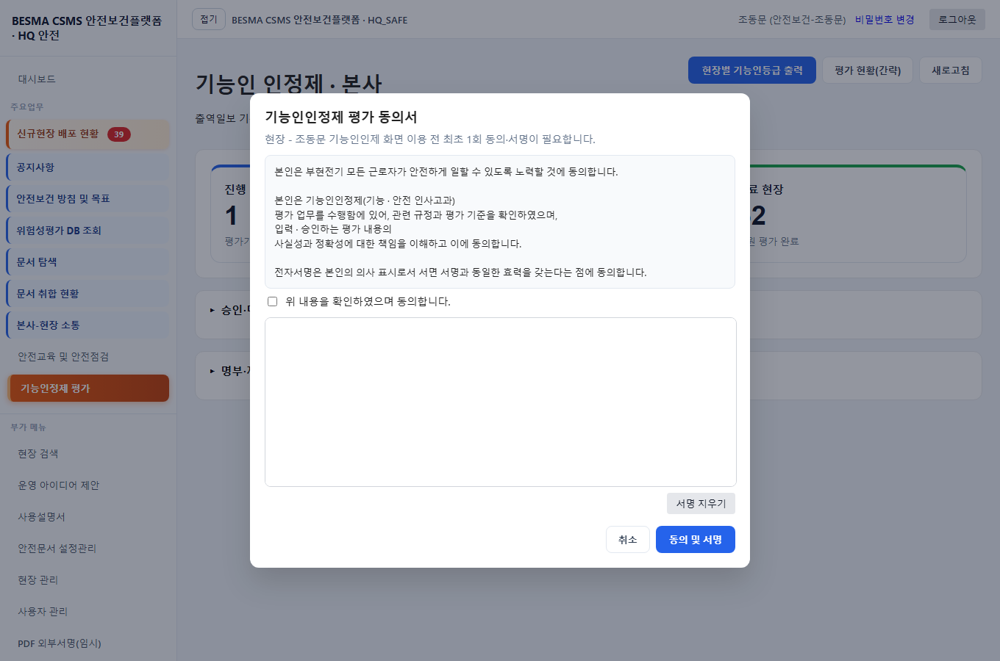 BESMA CSMS 안전보건플랫폼
· HQ 안전
접기
BESMA CSMS 안전보건플랫폼 · HQ_SAFE
조동문 (안전보건-조동문)
비밀번호 변경
로그아웃
대시보드
주요업무
신규현장 배포 현황 39
공지사항
안전보건 방침 및 목표
위험성평가 DB 조회
문서 탐색
문서 취합 현황
본사-현장 소통
안전교육 및 안전점검
기능인정제 평가
부가 메뉴
현장 검색
운영 아이디어 제안
사용설명서
안전문서 설정관리
현장 관리
사용자 관리
PDF 외부서명(임시)
기능인 인정제 · 본사
현장별 기능인등급 출력
평가 현황(간략)
새로고침
출역일보 기
진행
1
평가기
료 현장
2
원 평가 완료
▸ 승인·
▸ 명부·
기능인인정제 평가 동의서
현장 - 조동문 기능인인제 화면 이용 전 최초 1회 동의·서명이 필요합니다.
본인은 부현전기 모든 근로자가 안전하게 일할 수 있도록 노력할 것에 동의합니다.
본인은 기능인인정제(기능 · 안전 인사고과)
평가 업무를 수행함에 있어, 관련 규정과 평가 기준을 확인하였으며,
입력 · 승인하는 평가 내용의
사실성과 정확성에 대한 책임을 이해하고 이에 동의합니다.
전자서명은 본인의 의사 표시로서 서면 서명과 동일한 효력을 갖는다는 점에 동의합니다.
위 내용을 확인하였으며 동의합니다.
서명 지우기
취소
동의 및 서명